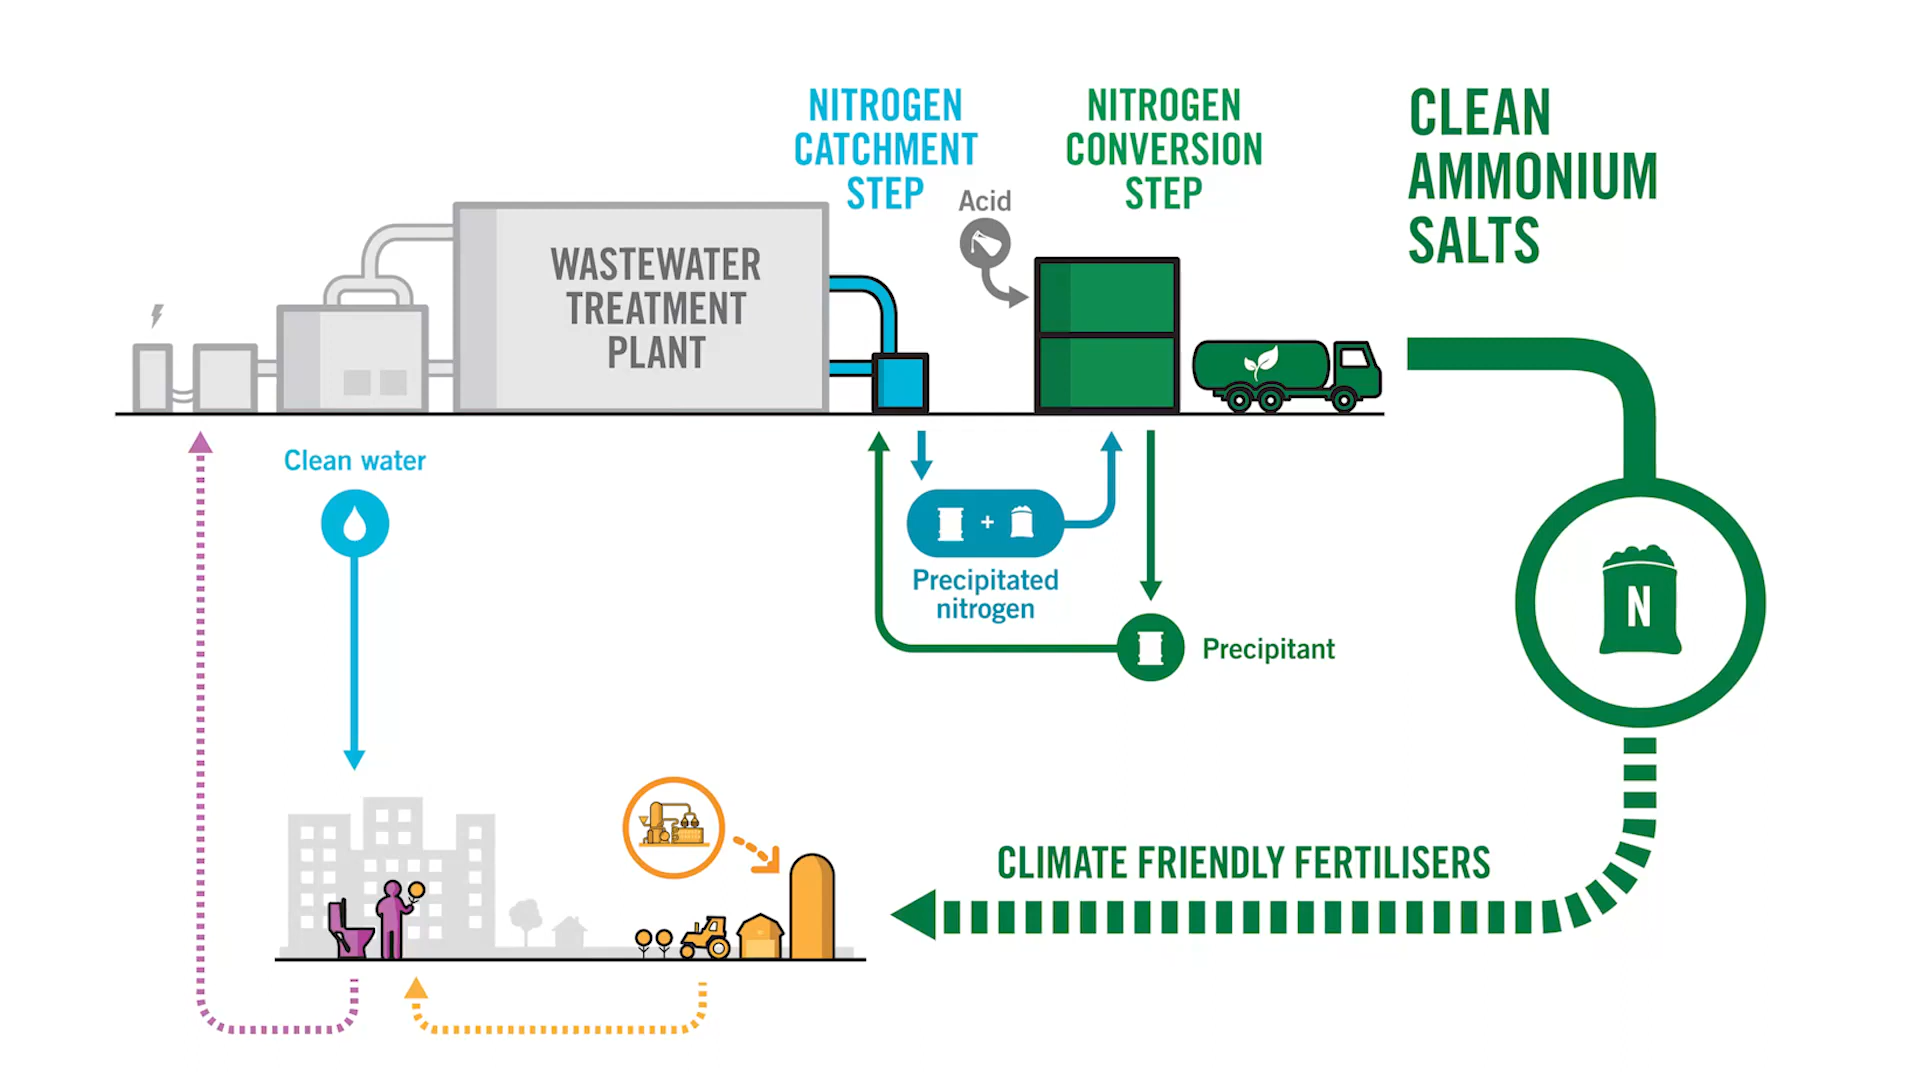 NITROGEN
CATCHMENT
STEP
NITROGEN
CONVERSION
STEP
CLEAN
AMMONIUM
SALTS
Acid
WASTEWATER
TREATMENT
PLANT
Clean water
+
Precipitated
nitrogen
Precipitant
N
CLIMATE FRIENDLY FERTILISERS